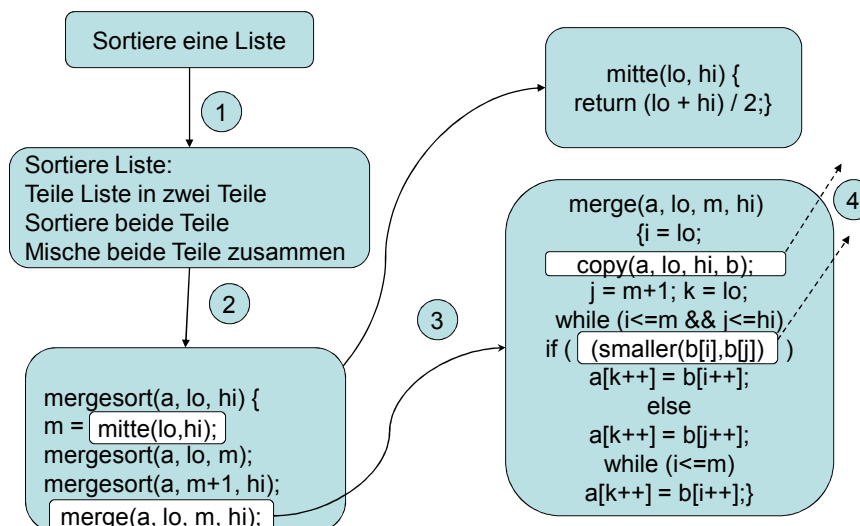 Sortiere eine Liste
1
Sortiere Liste:
Teile Liste in zwei Teile
Sortiere beide Teile
Mische beide Teile zusammen
2
mergesort(a, lo, hi) {
m = mitte(lo,hi);
mergesort(a, lo, m);
mergesort(a, m+1, hi);
merge(a, lo, m, hi);
3
mitte(lo, hi) {
return (lo + hi) / 2;}
merge(a, lo, m, hi)
{i = lo;
copy(a, lo, hi, b);
j = m+1; k = lo;
while (i<=m && j<=hi)
if ( (smaller(b[i],b[j]) )
a[k++] = b[i++];
else
a[k++] = b[j++];
while (i<=m)
a[k++] = b[i++];}
4